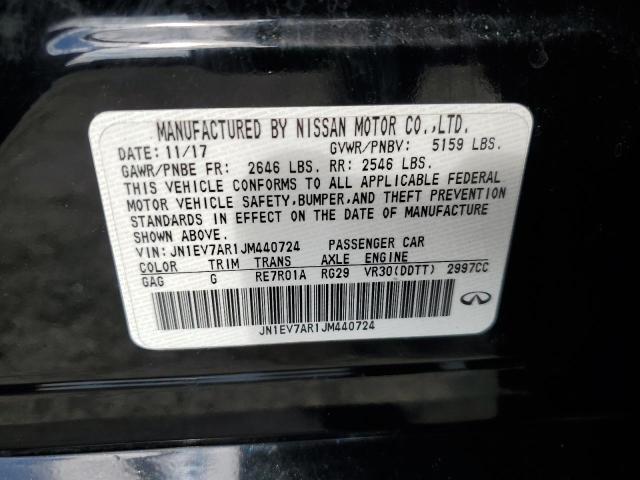 MANUFACTURED BY NISSAN MOTOR CO.,LTD.
DATE: 11/17 GVWR/PNBV: 5159 LBS.
GAWR/PNBE FR: 2646 LBS. RR: 2546 LBS.
THIS VEHICLE CONFORMS TO ALL APPLICABLE FEDERAL
MOTOR VEHICLE SAFETY,BUMPER,AND THEFT PREVENTION
STANDARDS IN EFFECT ON THE DATE OF MANUFACTURE
SHOWN ABOVE.
VIN: JN1EV7AR1JM440724 PASSENGER CAR
COLOR TRIM TRANS AXLE ENGINE
GAG G RE7R01A RG29 VR30(DDTT) 2997CC
JN1EV7AR1JM440724